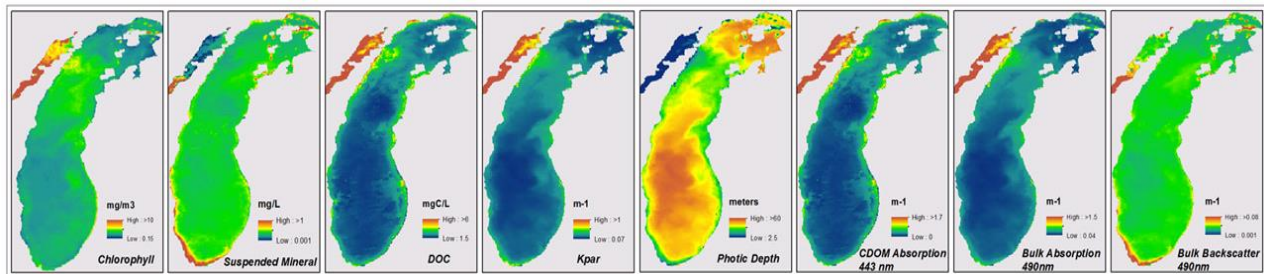 mg/m3
High : >10
Low : 0.15
Chlorophyll
mg/L
High : >1
Low : 0.001
Suspended Mineral
mgC/L
High : >6
Low : 1.5
DOC
m-1
High : >1
Low : 0.07
Kpar
meters
High : >60
Low : 2.5
Photic Depth
m-1
High : >1.7
Low : 0
CDOM Absorption
443 nm
m-1
High : >1.5
Low : 0.04
Bulk Absorption
490nm
m-1
High : >0.08
Low : 0.001
Bulk Backscatter
490nm